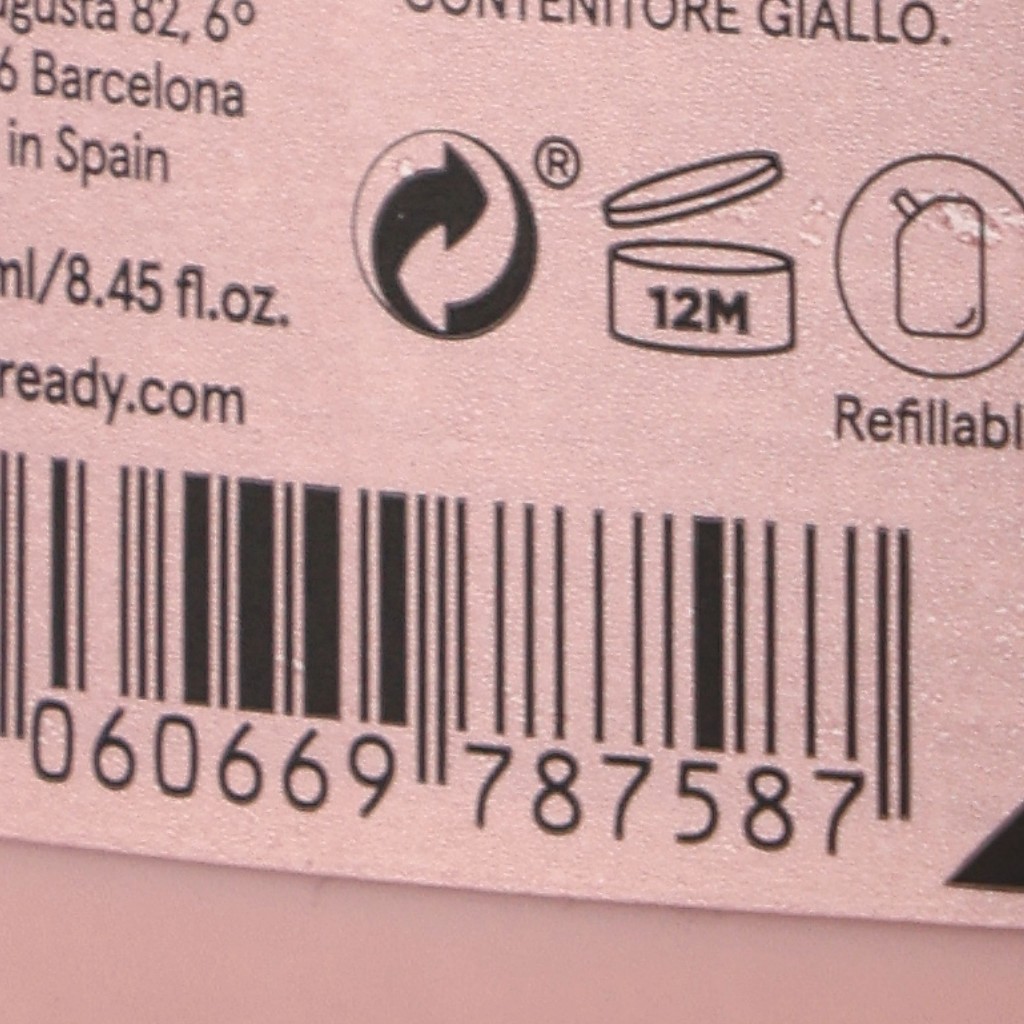 82, 6º
CONTENITORE GIALLO.
6 Barcelona
in Spain
®
ml/8.45 fl.oz.
12M
ready.com
Refillabl
060669 787587